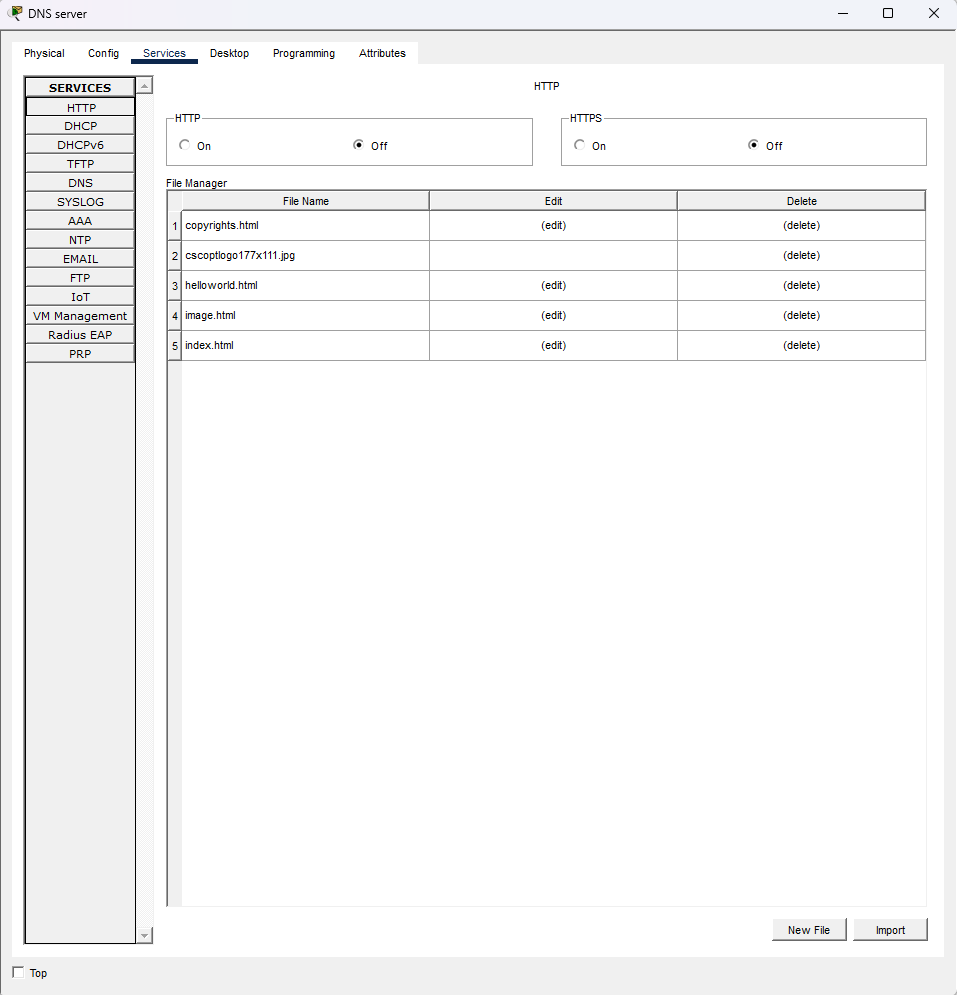 DNS server
Physical Config Services Desktop Programming Attributes
SERVICES
HTTP
DHCP
DHCPv6
TFTP
DNS
SYSLOG
AAA
NTP
EMAIL
FTP
IoT
VM Management
Radius EAP
PRP
HTTP
HTTP
On Off
HTTPS
On Off
File Manager
File Name Edit Delete
1 copyrights.html (edit) (delete)
2 cscoptlogo177x111.jpg (delete)
3 helloworld.html (edit) (delete)
4 image.html (edit) (delete)
5 index.html (edit) (delete)
New File Import
Top